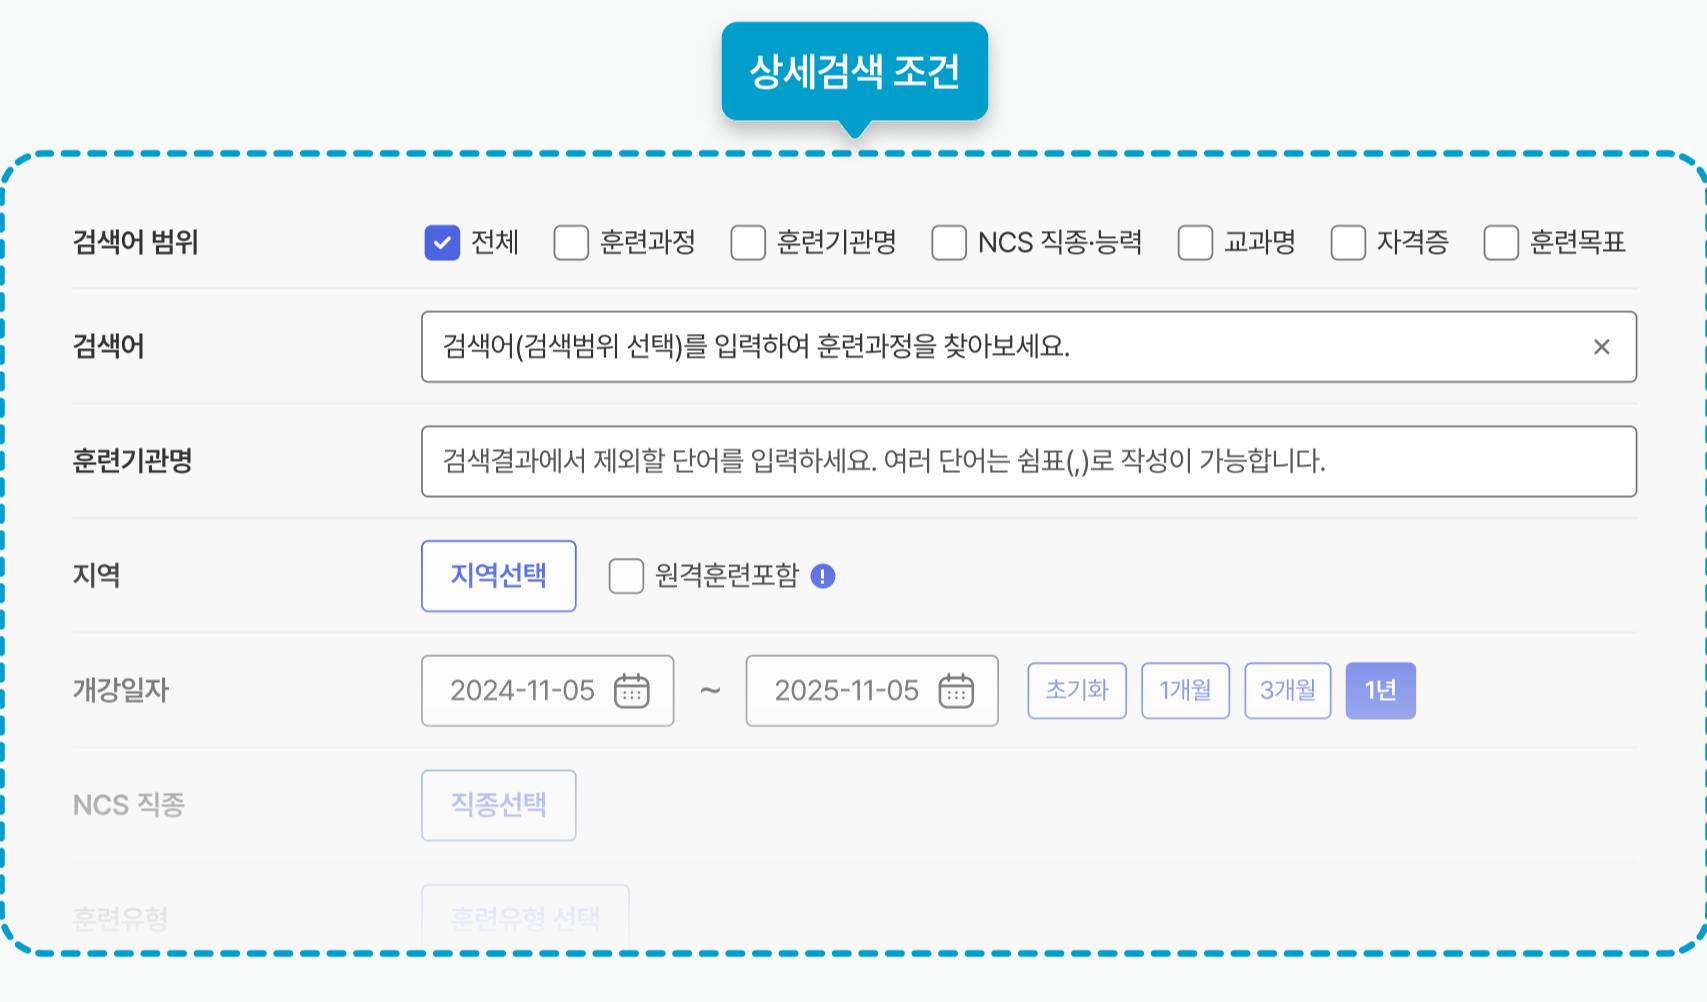 상세검색 조건
검색어 범위 전체 훈련과정 훈련기관명 NCS 직종·능력 교과명 자격증 훈련목표
검색어 검색어(검색범위 선택)를 입력하여 훈련과정을 찾아보세요.
훈련기관명 검색결과에서 제외할 단어를 입력하세요. 여러 단어는 쉼표(,)로 작성이 가능합니다.
지역 지역선택 원격훈련포함
개강일자 2024-11-05 ~ 2025-11-05 초기화 1개월 3개월 1년
NCS 직종 직종선택
훈련유형 훈련유형 선택